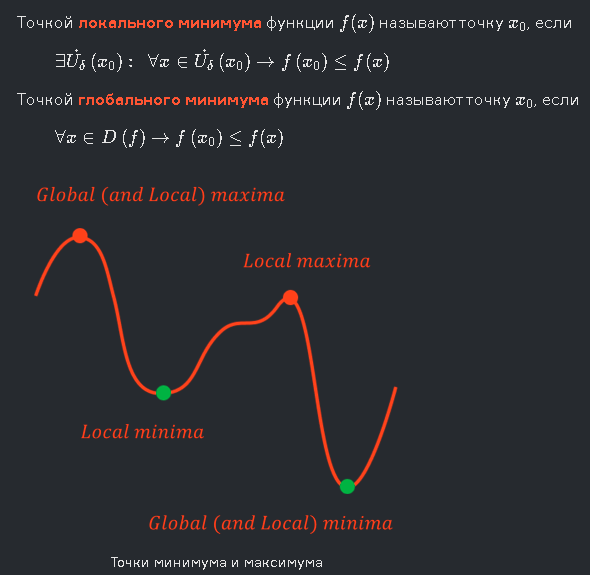 Точкой локального минимума функции f(x) называют точку x₀, если
∃U̇_δ (x₀) : ∀x ∈ U̇_δ (x₀) → f (x₀) ≤ f(x)
Точкой глобального минимума функции f(x) называют точку x₀, если
∀x ∈ D (f) → f (x₀) ≤ f(x)
Global (and Local) maxima
Local maxima
Local minima
Global (and Local) minima
Точки минимума и максимума